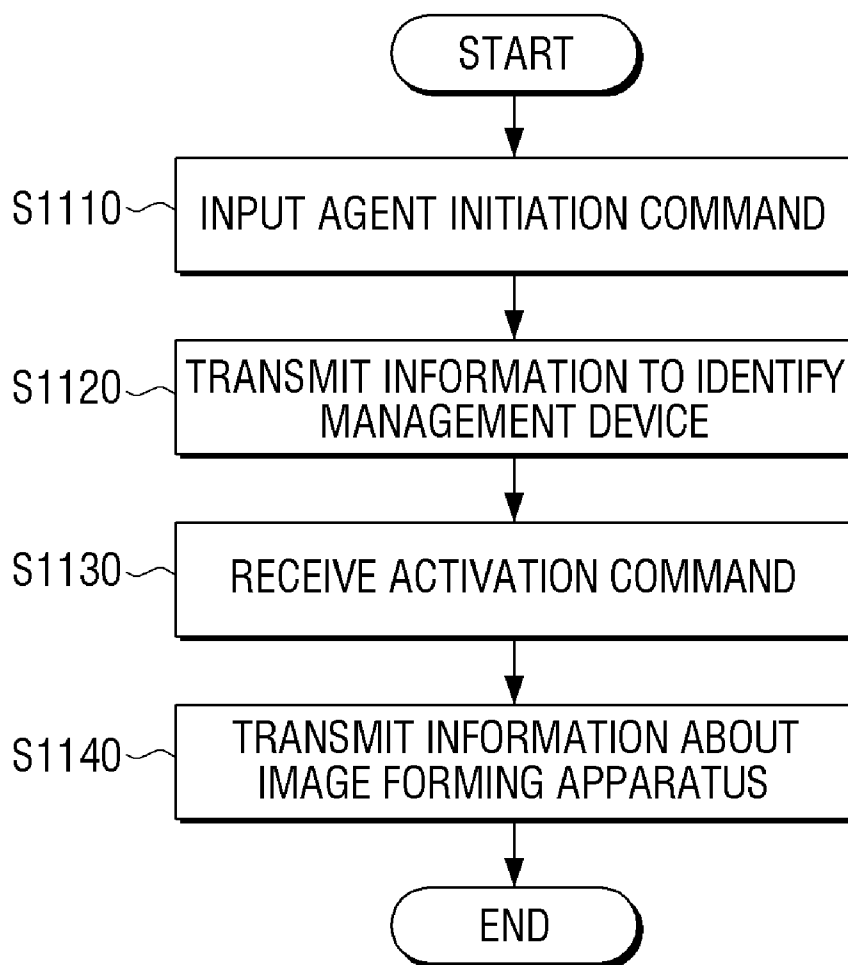 START
S1110
INPUT AGENT INITIATION COMMAND
S1120
TRANSMIT INFORMATION TO IDENTIFY
MANAGEMENT DEVICE
S1130
RECEIVE ACTIVATION COMMAND
S1140
TRANSMIT INFORMATION ABOUT
IMAGE FORMING APPARATUS
END